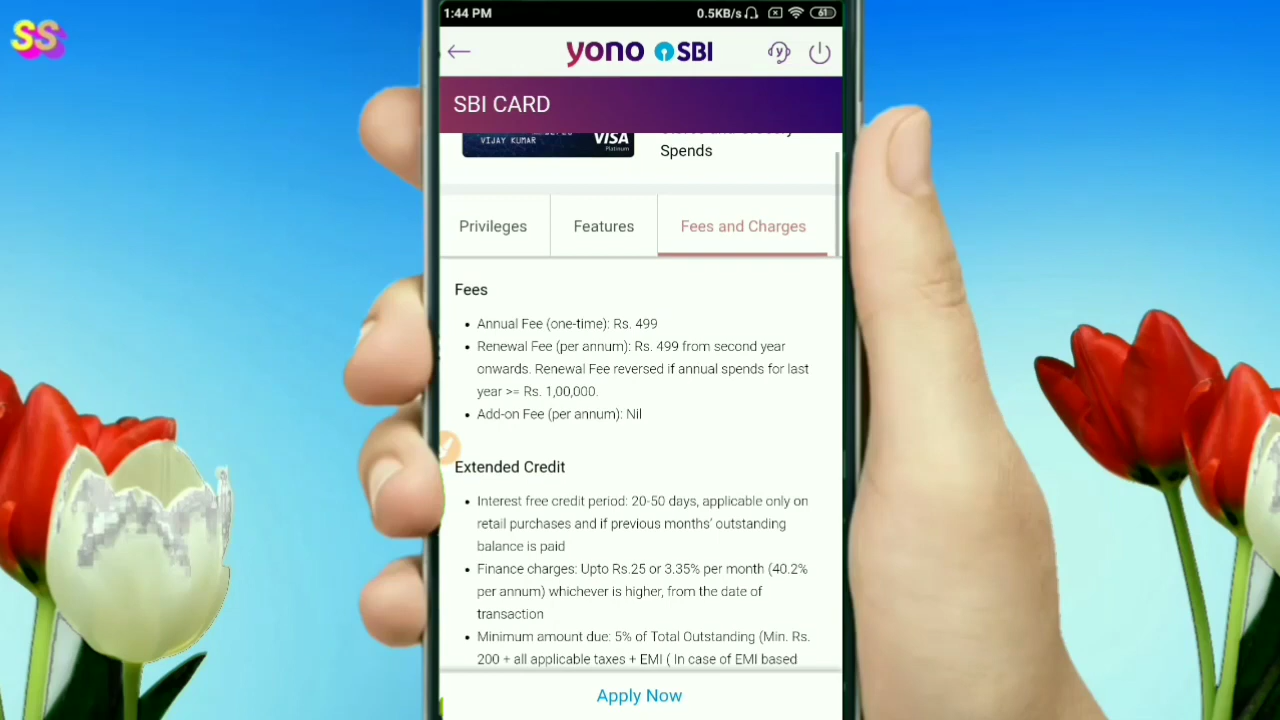 SS
1:44 PM 0.5KB/s 61
yono SBI
SBI CARD
VIJAY KUMAR
VISA
Platinum
Spends
Privileges Features Fees and Charges
Fees
• Annual Fee (one-time): Rs. 499
• Renewal Fee (per annum): Rs. 499 from second year
onwards. Renewal Fee reversed if annual spends for last
year >= Rs. 1,00,000.
• Add-on Fee (per annum): Nil
Extended Credit
• Interest free credit period: 20-50 days, applicable only on
retail purchases and if previous months' outstanding
balance is paid
• Finance charges: Upto Rs.25 or 3.35% per month (40.2%
per annum) whichever is higher, from the date of
transaction
• Minimum amount due: 5% of Total Outstanding (Min. Rs.
200 + all applicable taxes + EMI ( In case of EMI based
Apply Now